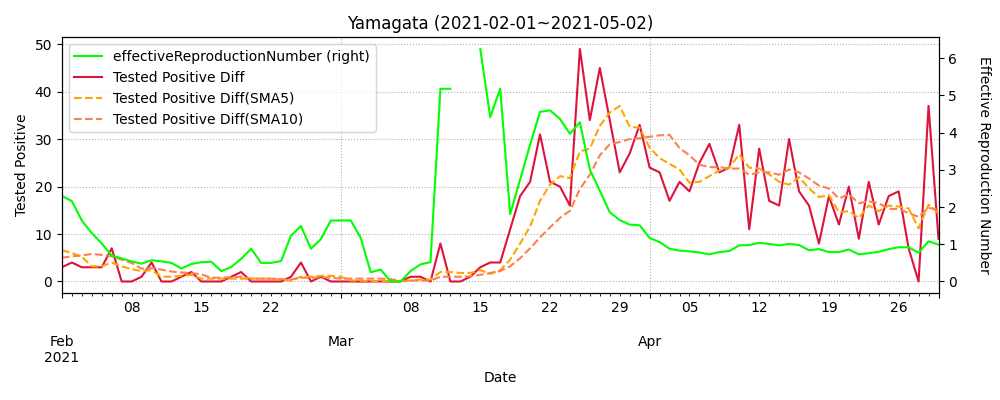 Yamagata (2021-02-01~2021-05-02)
effectiveReproductionNumber (right)
Tested Positive Diff
Tested Positive Diff(SMA5)
Tested Positive Diff(SMA10)
Tested Positive
50
40
30
20
10
0
Effective Reproduction Number
6
5
4
3
2
1
0
08 15 22 08 15 22 29 05 12 19 26
Feb Mar Apr
2021
Date